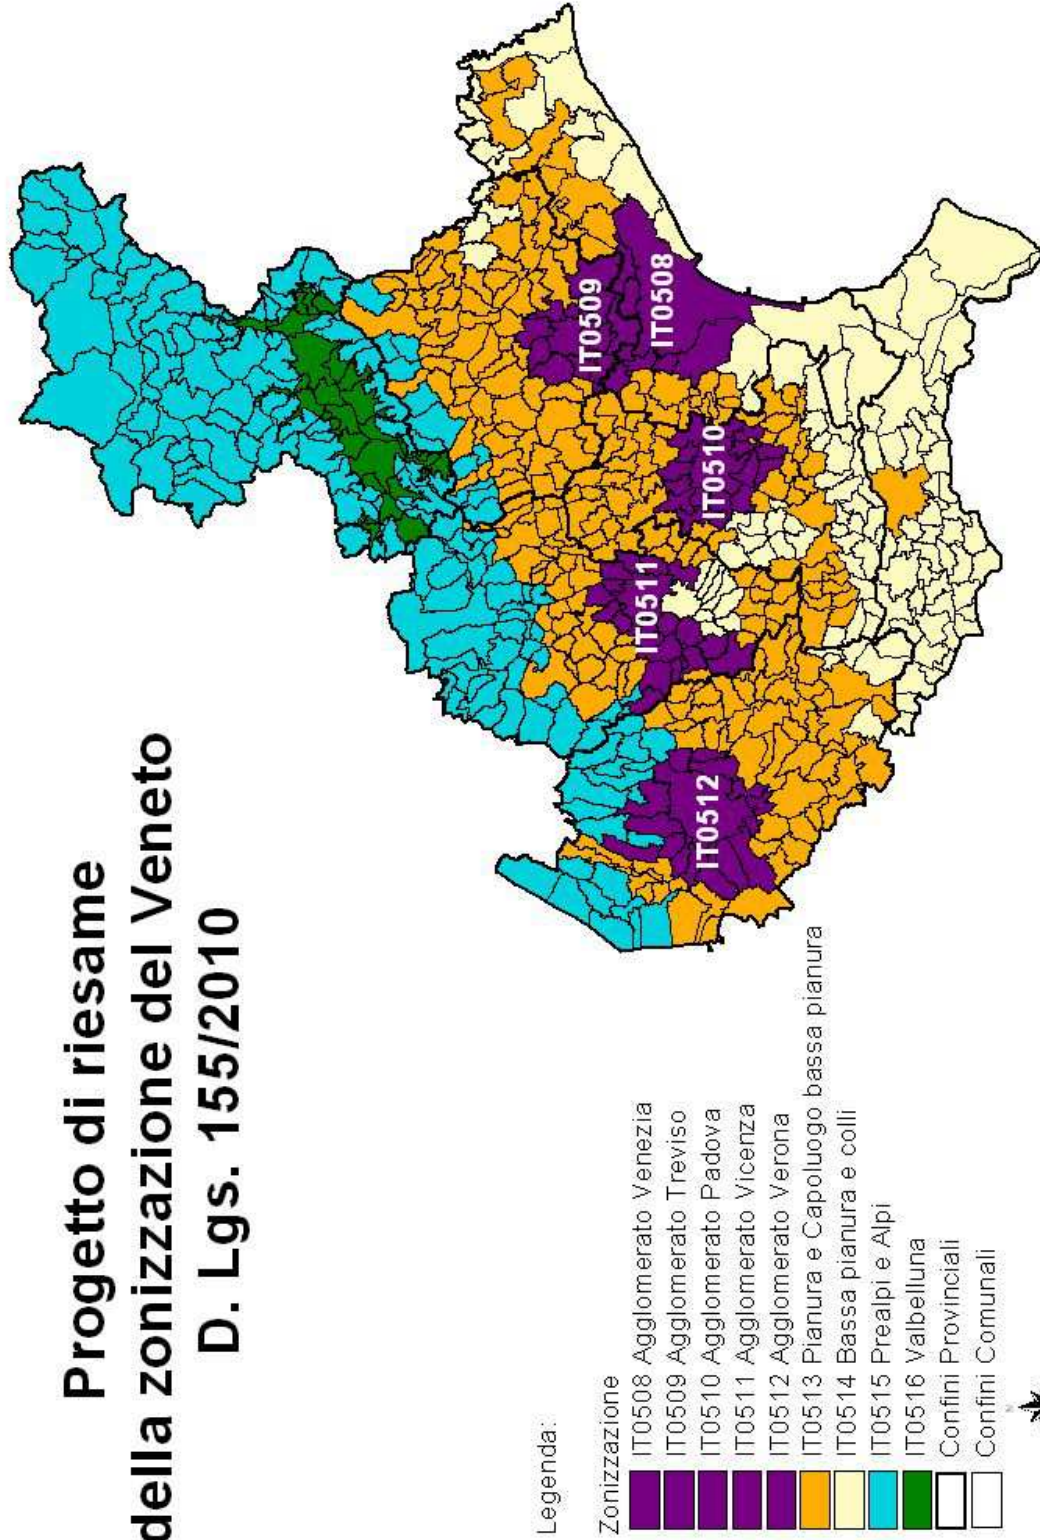 Progetto di riesame
della zonizzazione del Veneto
D. Lgs. 155/2010
IT0512
IT0511
IT0510
IT0509
IT0508
Legenda:
Zonizzazione
IT0508 Agglomerato Venezia
IT0509 Agglomerato Treviso
IT0510 Agglomerato Padova
IT0511 Agglomerato Vicenza
IT0512 Agglomerato Verona
IT0513 Pianura e Capoluogo bassa pianura
IT0514 Bassa pianura e colli
IT0515 Prealpi e Alpi
IT0516 Valbelluna
Confini Provinciali
Confini Comunali